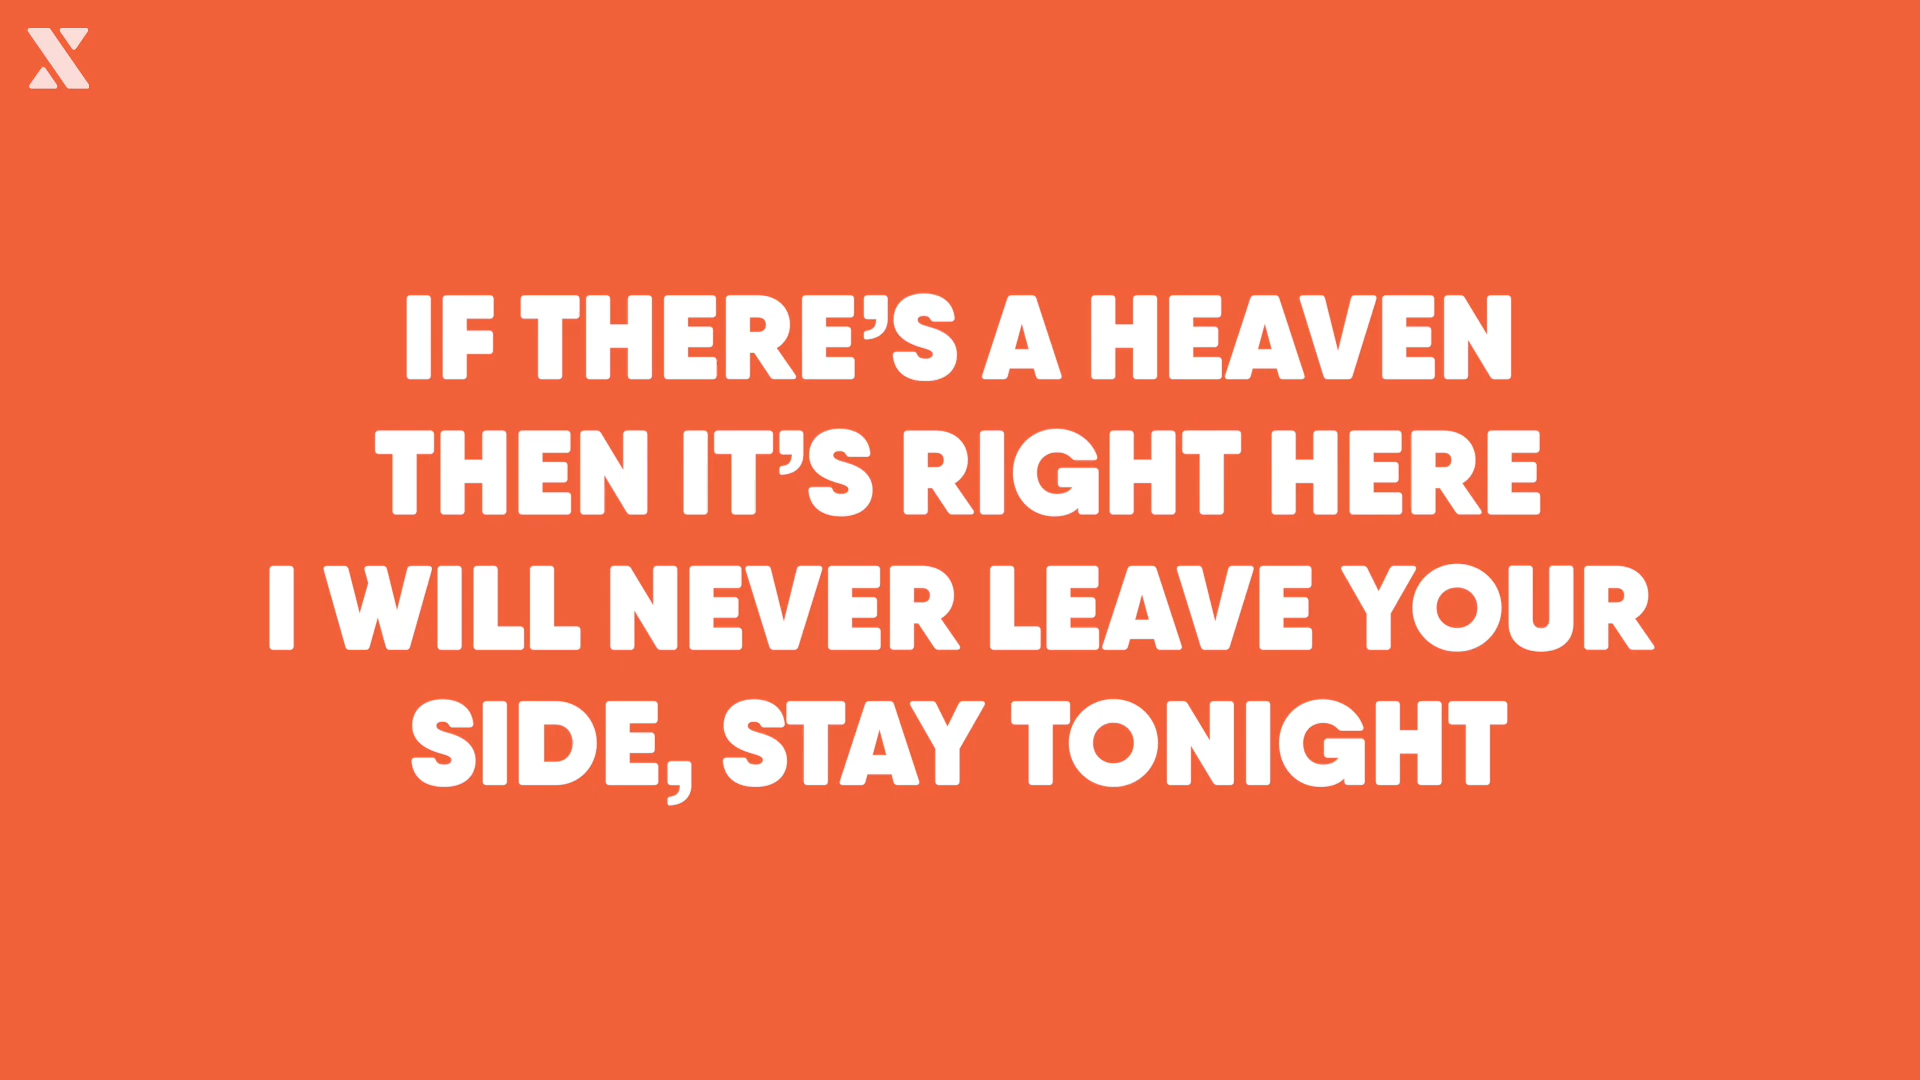 IF THERE’S A HEAVEN
THEN IT’S RIGHT HERE
I WILL NEVER LEAVE YOUR
SIDE, STAY TONIGHT